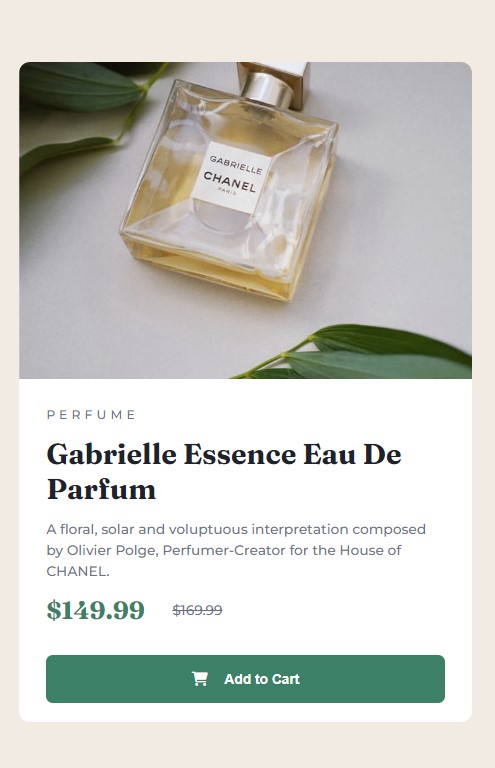 GABRIELLE
CHANEL
PARIS
PERFUME
Gabrielle Essence Eau De
Parfum
A floral, solar and voluptuous interpretation composed
by Olivier Polge, Perfumer-Creator for the House of
CHANEL.
$149.99 $169.99
Add to Cart